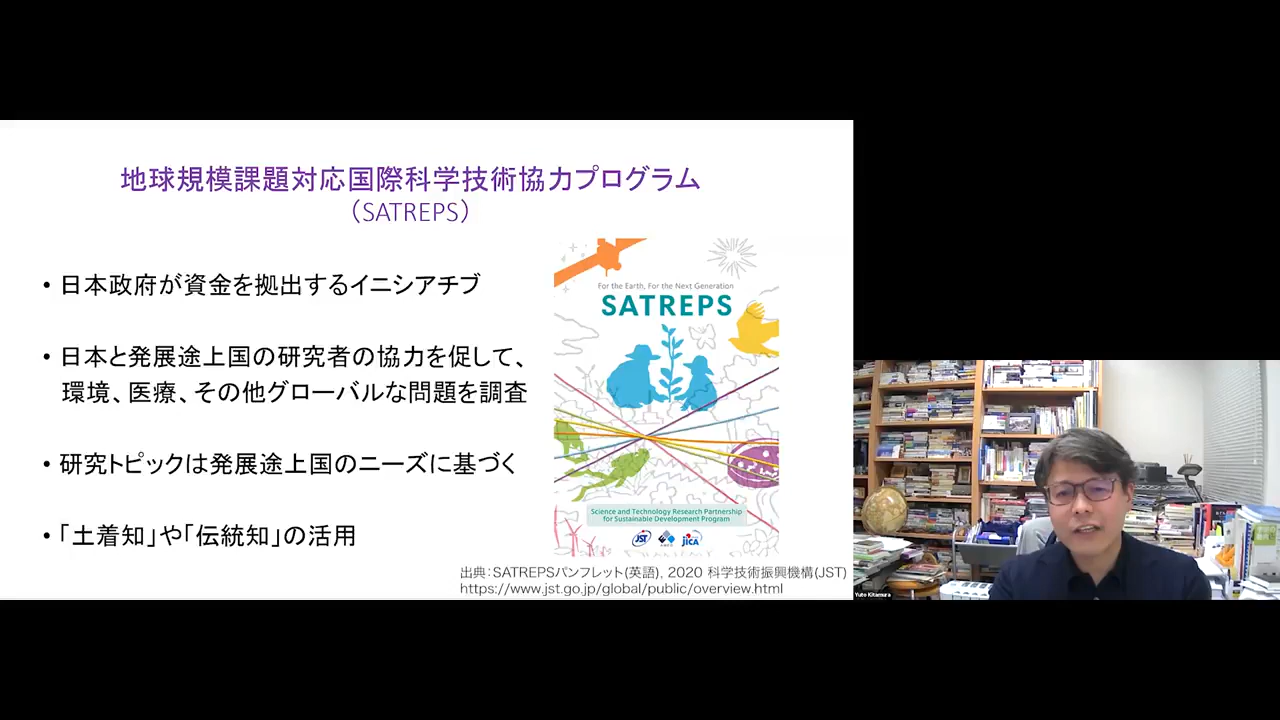 地球規模課題対応国際科学技術協力プログラム
（SATREPS）
• 日本政府が資金を拠出するイニシアチブ
• 日本と発展途上国の研究者の協力を促して、
環境、医療、その他グローバルな問題を調査
• 研究トピックは発展途上国のニーズに基づく
• 「土着知」や「伝統知」の活用
For the Earth, For the Next Generation
SATREPS
Science and Technology Research Partnership
for Sustainable Development Program
JST
JICA
出典：SATREPSパンフレット(英語), 2020 科学技術振興機構(JST)
https://www.jst.go.jp/global/public/overview.html
Yuto Kitamura